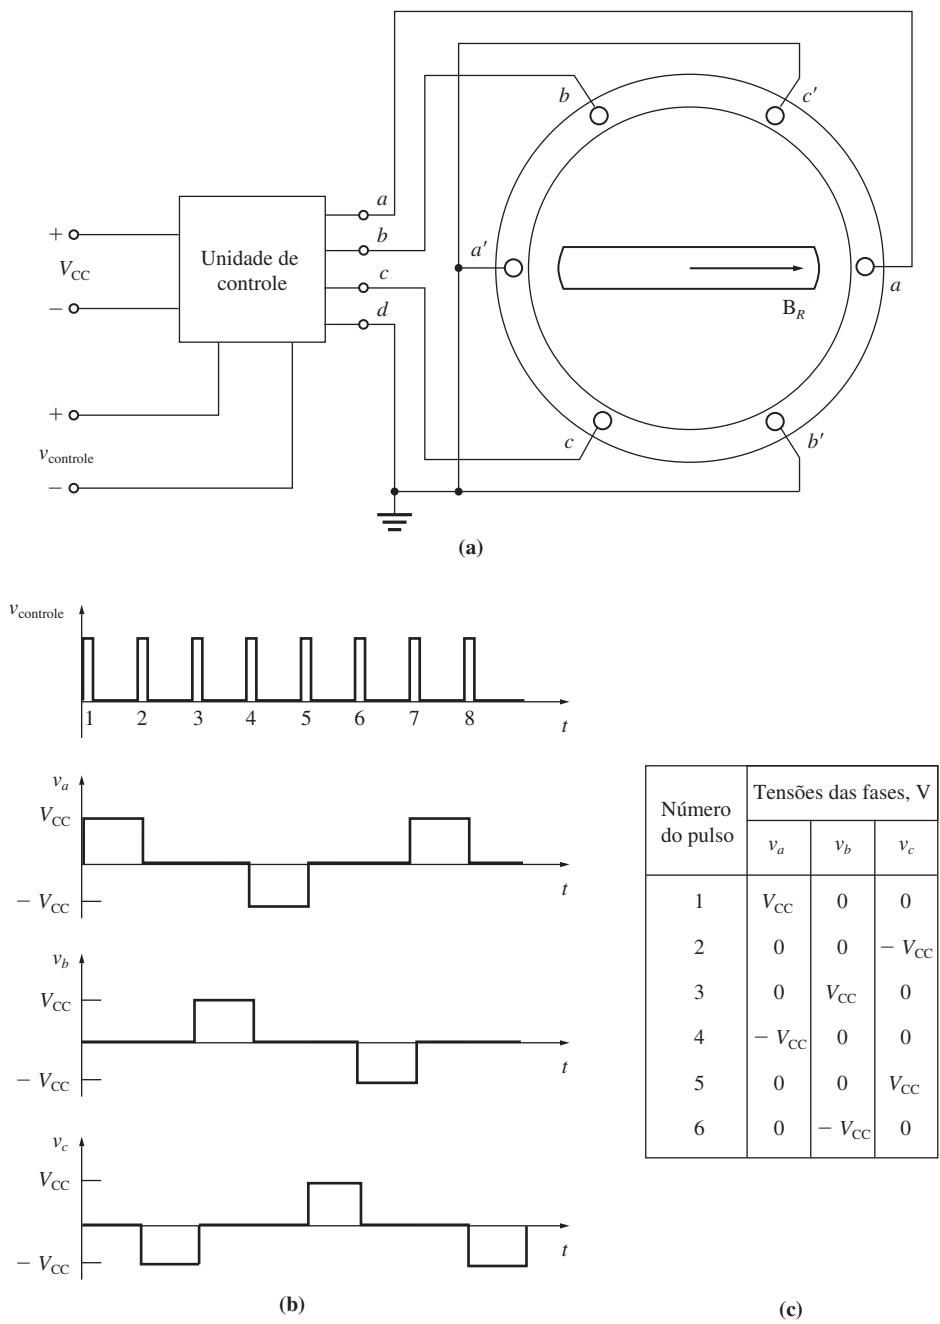 a
b
c
d
Unidade de
controle
+
V_CC
−
+
v_controle
−
b
c′
a′
a
B_R
c
b′
(a)
v_controle
1 2 3 4 5 6 7 8
t
v_a
V_CC
− V_CC
t
v_b
V_CC
− V_CC
t
v_c
V_CC
− V_CC
t
(b)
Número
do pulso
Tensões das fases, V
v_a v_b v_c
1 V_CC 0 0
2 0 0 − V_CC
3 0 V_CC 0
4 − V_CC 0 0
5 0 0 V_CC
6 0 − V_CC 0
(c)